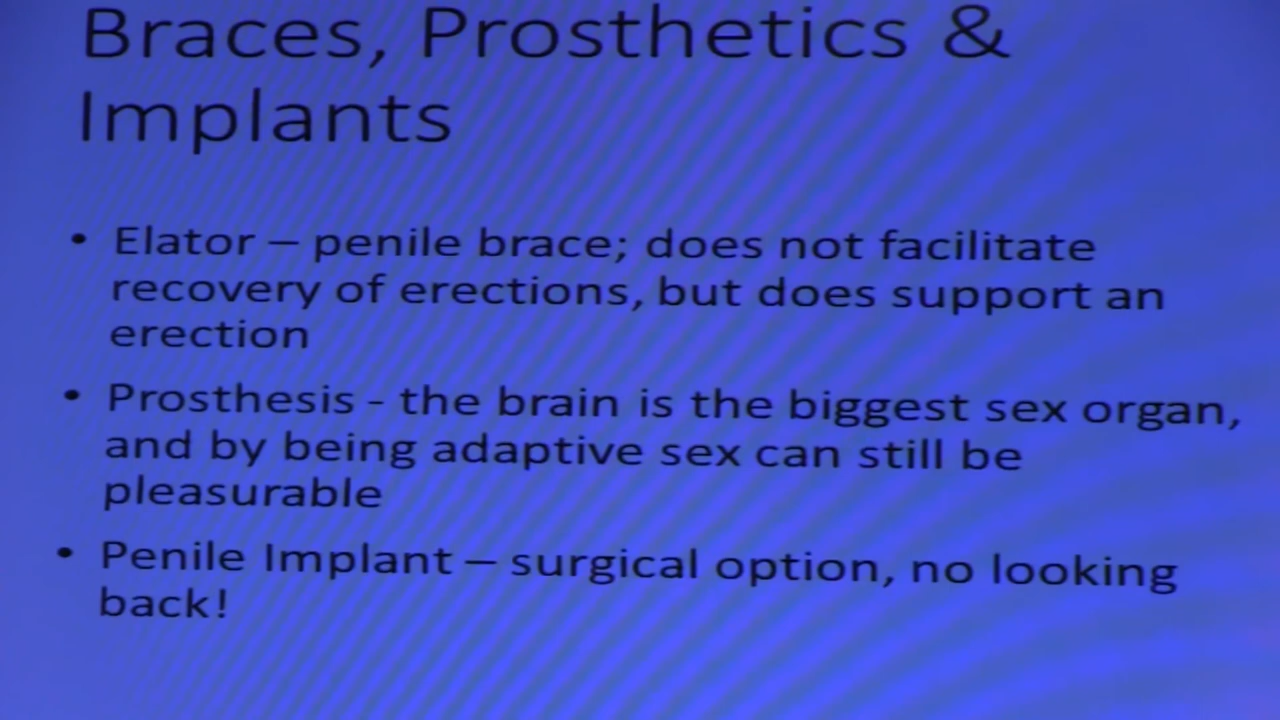 Braces, Prosthetics &
Implants
• Elator – penile brace; does not facilitate
recovery of erections, but does support an
erection
• Prosthesis - the brain is the biggest sex organ,
and by being adaptive sex can still be
pleasurable
• Penile Implant – surgical option, no looking
back!